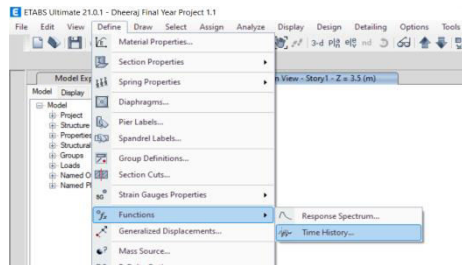 ETABS Ultimate 21.0.1 - Dheeraj Final Year Project 1.1
File Edit View Define Draw Select Assign Analyze Display Design Detailing Options Tools
Material Properties...
3-d
Section Properties
Spring Properties
Model Exp
n View - Story1 - Z = 3.5 (m)
Model Display
Diaphragms...
Model
Project
Pier Labels...
Structure
Properties
Spandrel Labels...
Structural
Groups
Group Definitions...
Loads
Named O
Section Cuts...
Named Pl
Strain Gauges Properties
Functions
Response Spectrum...
Generalized Displacements...
Time History...
Mass Source...